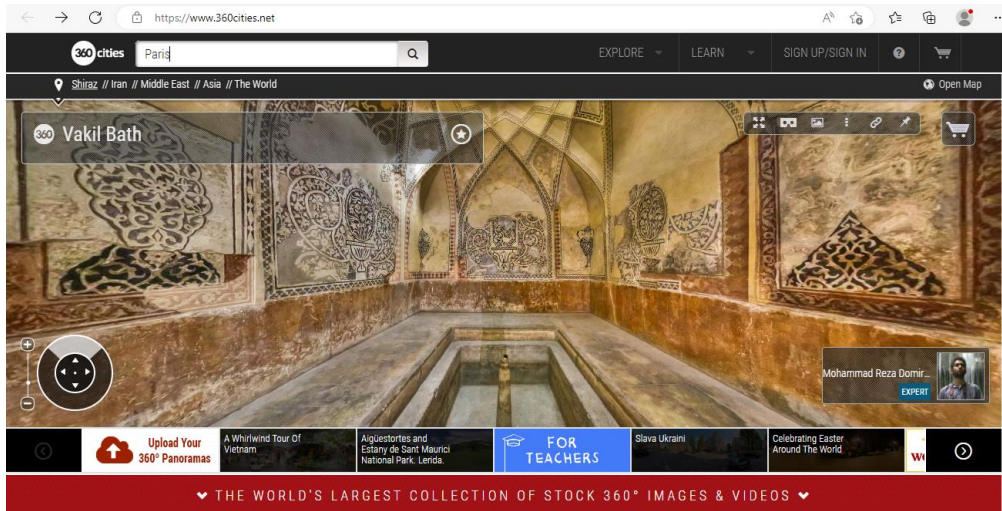 https://www.360cities.net
360 cities
Paris
EXPLORE
LEARN
SIGN UP/SIGN IN
?
Shiraz // Iran // Middle East // Asia // The World
Open Map
360 Vakil Bath
Mohammad Reza Domir...
EXPERT
Upload Your
360° Panoramas
A Whirlwind Tour Of
Vietnam
Aigüestortes and
Estany de Sant Maurici
National Park. Lerida.
FOR
TEACHERS
Slava Ukraini
Celebrating Easter
Around The World
THE WORLD'S LARGEST COLLECTION OF STOCK 360° IMAGES & VIDEOS